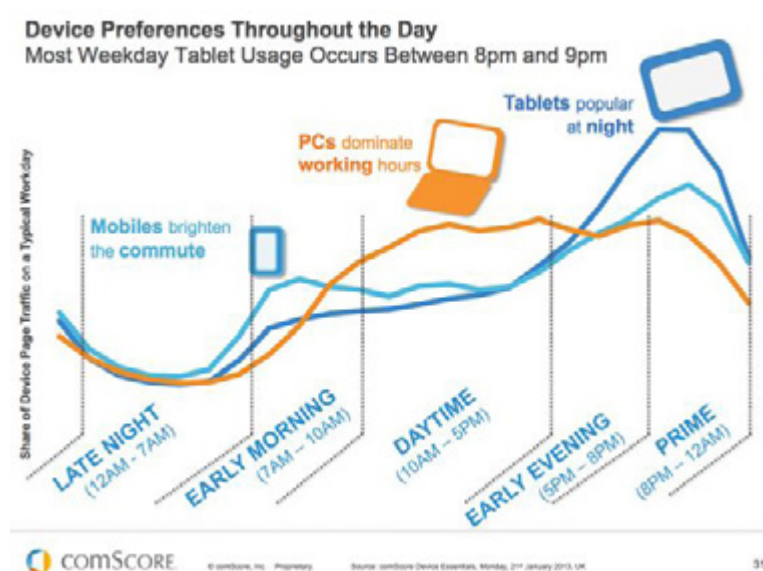 Device Preferences Throughout the Day
Most Weekday Tablet Usage Occurs Between 8pm and 9pm
Tablets popular
at night
PCs dominate
working hours
Mobiles brighten
the commute
Share of Device Page Traffic on a Typical Workday
LATE NIGHT
(12AM - 7AM)
EARLY MORNING
(7AM – 10AM)
DAYTIME
(10AM – 5PM)
EARLY EVENING
(5PM – 8PM)
PRIME
(8PM – 12AM)
comSCORE
© comScore, Inc. Proprietary.
Source: comScore Device Essentials, Monday, 21st January 2013, UK